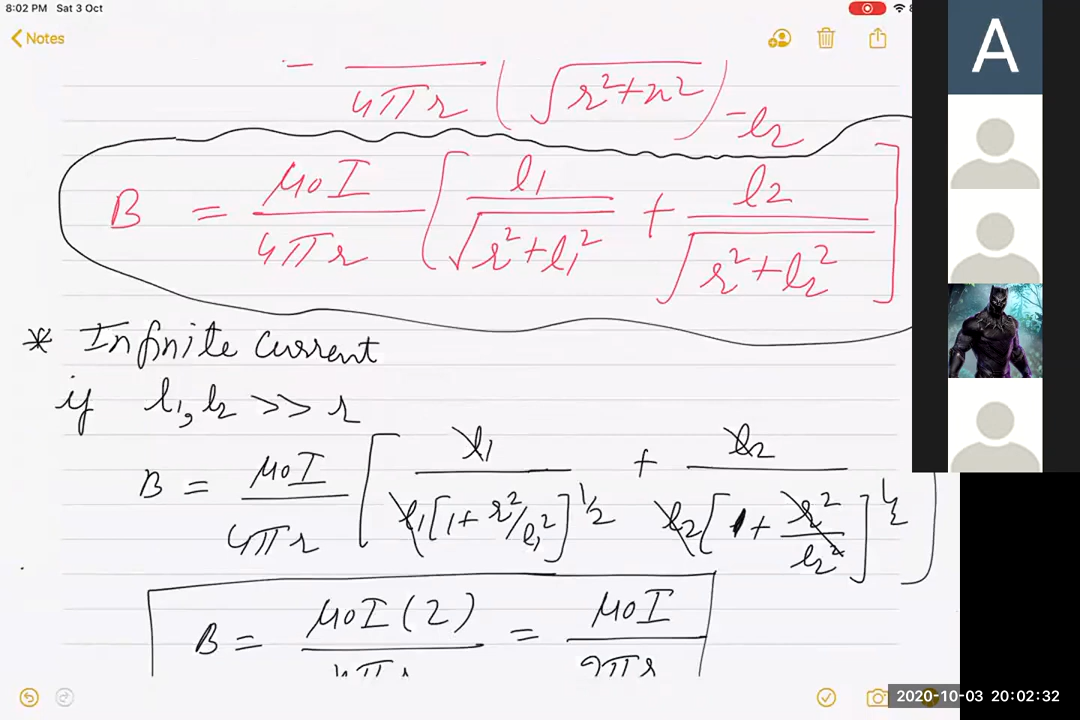 8:02 PM Sat 3 Oct
Notes
A
4πr ( √r²+x² )-l2
B = μ0I/4πr [ l1/√r²+l1² + l2/√r²+l2² ]
* Infinite current
if l1, l2 >> r
B = μ0I/4πr [ l1/l1[1+r²/l1²]^1/2 + l2/l2[1+r²/l2²]^1/2 ]
B = μ0I(2)/4πr = μ0I/2πr
2020-10-03 20:02:32